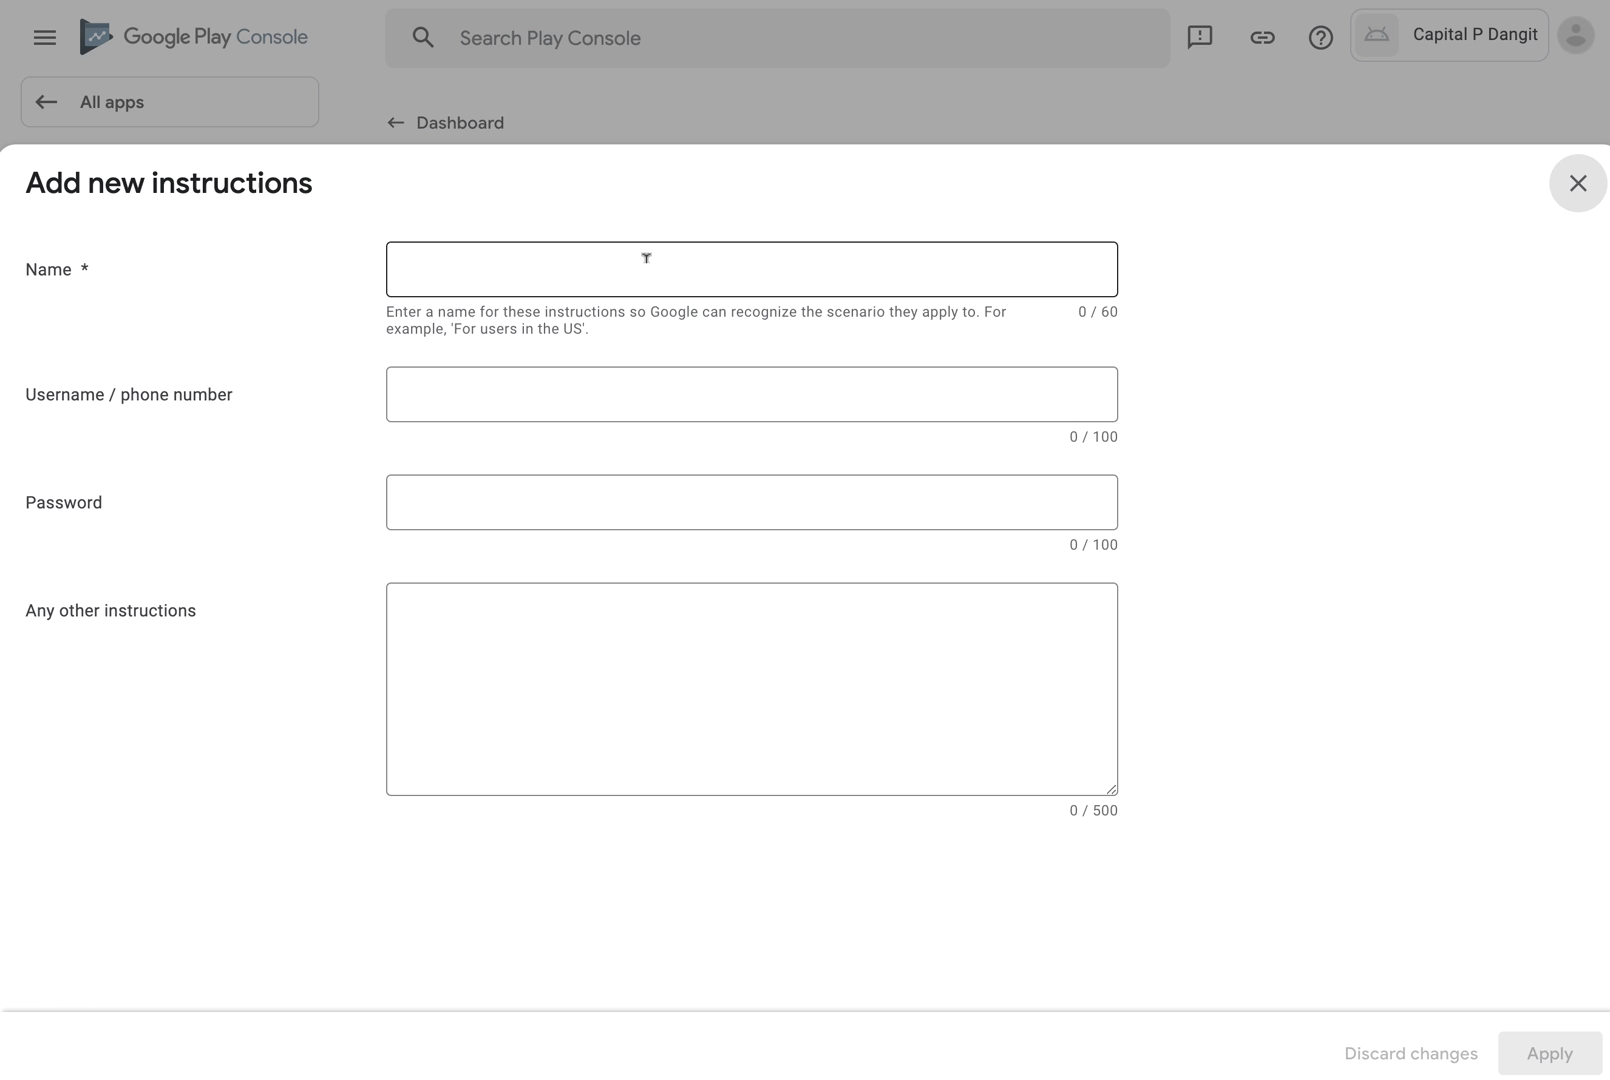 Google Play Console
Search Play Console
Capital P Dangit
All apps
Dashboard
Add new instructions
Name *
Enter a name for these instructions so Google can recognize the scenario they apply to. For
example, 'For users in the US'.
0 / 60
Username / phone number
0 / 100
Password
0 / 100
Any other instructions
0 / 500
Discard changes
Apply